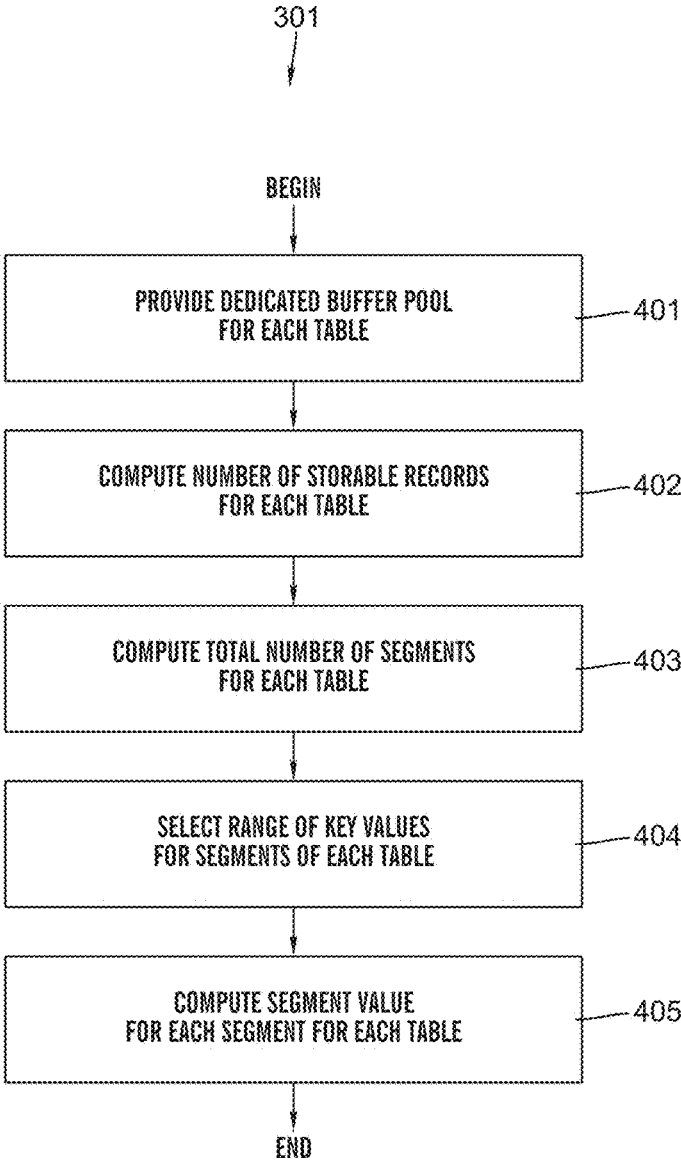 301
BEGIN
PROVIDE DEDICATED BUFFER POOL
FOR EACH TABLE
401
COMPUTE NUMBER OF STORABLE RECORDS
FOR EACH TABLE
402
COMPUTE TOTAL NUMBER OF SEGMENTS
FOR EACH TABLE
403
SELECT RANGE OF KEY VALUES
FOR SEGMENTS OF EACH TABLE
404
COMPUTE SEGMENT VALUE
FOR EACH SEGMENT FOR EACH TABLE
405
END